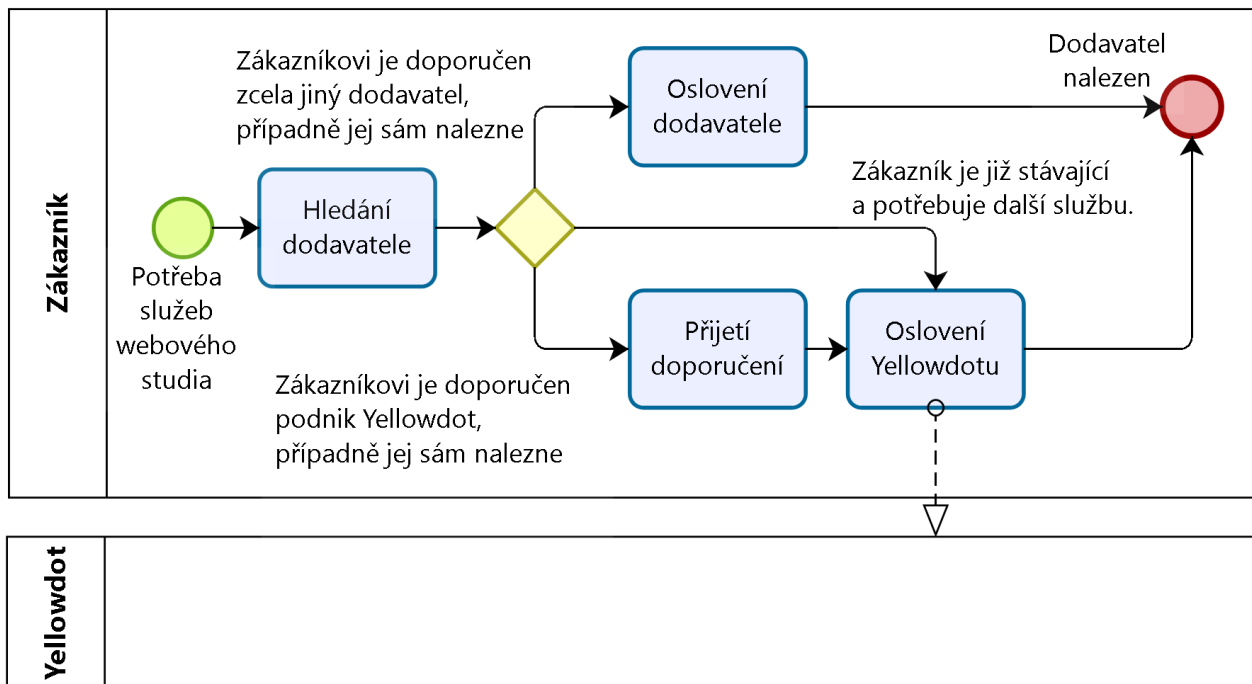 Zákazník
Zákazníkovi je doporučen
zcela jiný dodavatel,
případně jej sám nalezne
Oslovení
dodavatele
Dodavatel
nalezen
Potřeba
služeb
webového
studia
Hledání
dodavatele
Zákazník je již stávající
a potřebuje další službu.
Zákazníkovi je doporučen
podnik Yellowdot,
případně jej sám nalezne
Přijetí
doporučení
Oslovení
Yellowdotu
Yellowdot